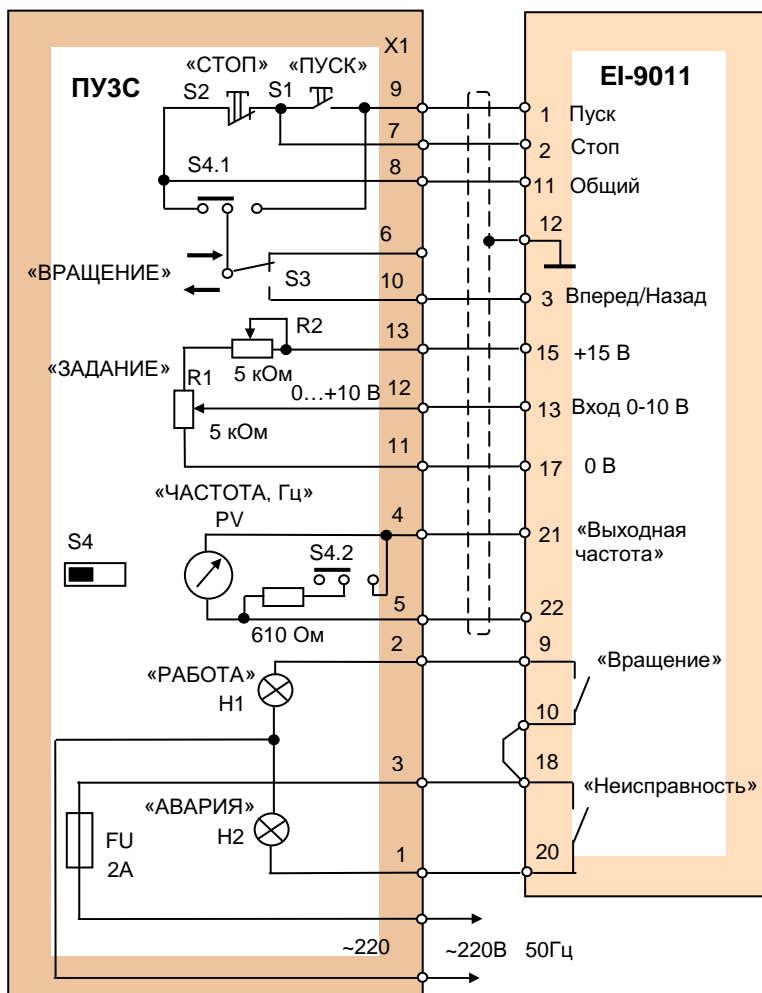 X1
ПУ3С
EI-9011
«СТОП» «ПУСК»
S2 S1 9
1 Пуск
7
2 Стоп
S4.1 8
11 Общий
12
6
«ВРАЩЕНИЕ»
S3
10
3 Вперед/Назад
R2 13
15 +15 В
«ЗАДАНИЕ»
R1 5 кОм
0…+10 В 12
13 Вход 0-10 В
5 кОм
11
17 0 В
«ЧАСТОТА, Гц»
PV 4
21 «Выходная
частота»
S4
S4.2
5
22
610 Ом
2
9
«Вращение»
«РАБОТА»
H1
10
3
18
«Неисправность»
«АВАРИЯ»
H2
FU
2А
1
20
~220 ~220В 50Гц